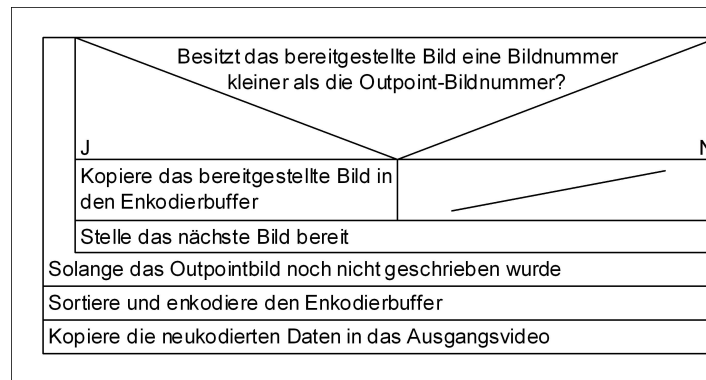 Besitzt das bereitgestellte Bild eine Bildnummer
kleiner als die Outpoint-Bildnummer?
J
N
Kopiere das bereitgestellte Bild in
den Enkodierbuffer
Stelle das nächste Bild bereit
Solange das Outpointbild noch nicht geschrieben wurde
Sortiere und enkodiere den Enkodierbuffer
Kopiere die neukodierten Daten in das Ausgangsvideo